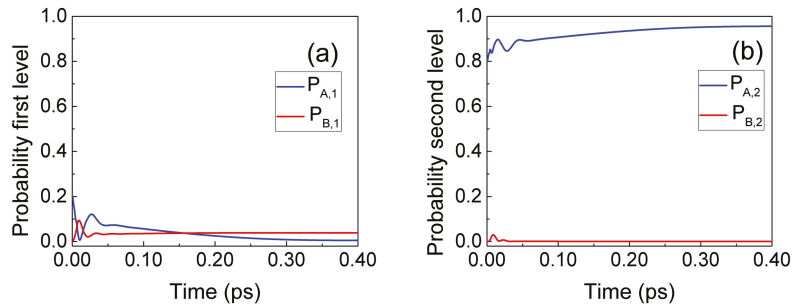 Probability first level
1.0
0.8
0.6
0.4
0.2
0.0
(a)
P_A,1
P_B,1
0.00 0.10 0.20 0.30 0.40
Time (ps)
Probability second level
1.0
0.8
0.6
0.4
0.2
0.0
(b)
P_A,2
P_B,2
0.00 0.10 0.20 0.30 0.40
Time (ps)